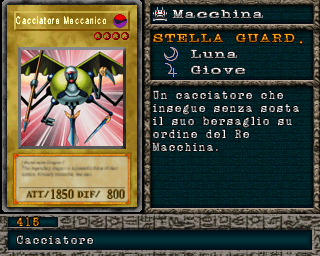 Cacciatore Meccanico
Macchina
STELLA GUARD.
Luna
Giove
Un cacciatore che
insegue senza sosta
il suo bersaglio su
ordine del Re
Macchina.
ATT/1850 DIF/ 800
415
Cacciatore